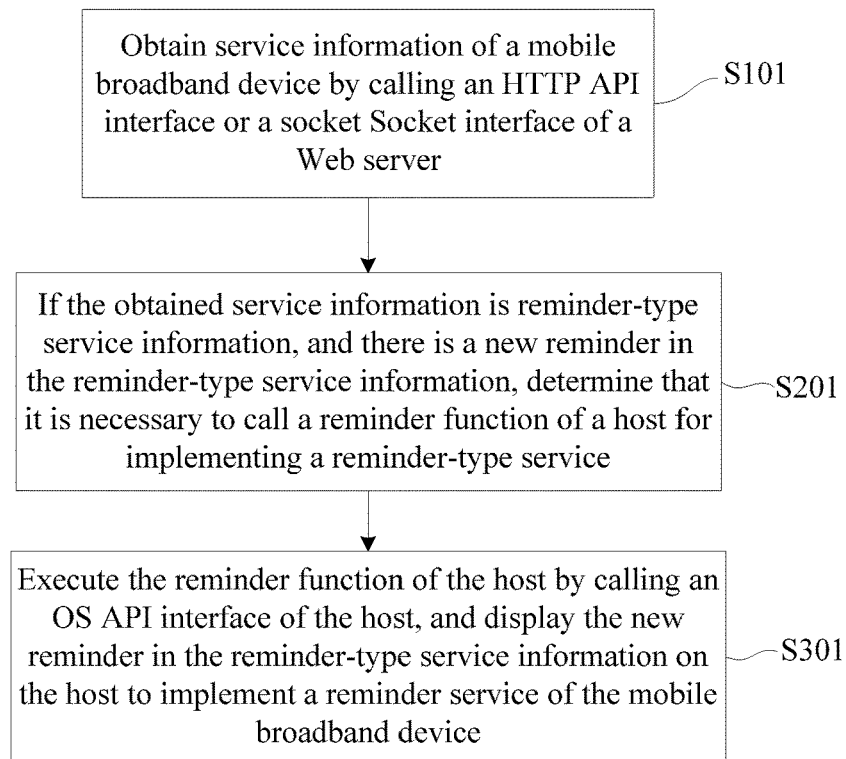 Obtain service information of a mobile
broadband device by calling an HTTP API
interface or a socket Socket interface of a
Web server
S101
If the obtained service information is reminder-type
service information, and there is a new reminder in
the reminder-type service information, determine that
it is necessary to call a reminder function of a host for
implementing a reminder-type service
S201
Execute the reminder function of the host by calling an
OS API interface of the host, and display the new
reminder in the reminder-type service information on
the host to implement a reminder service of the mobile
broadband device
S301